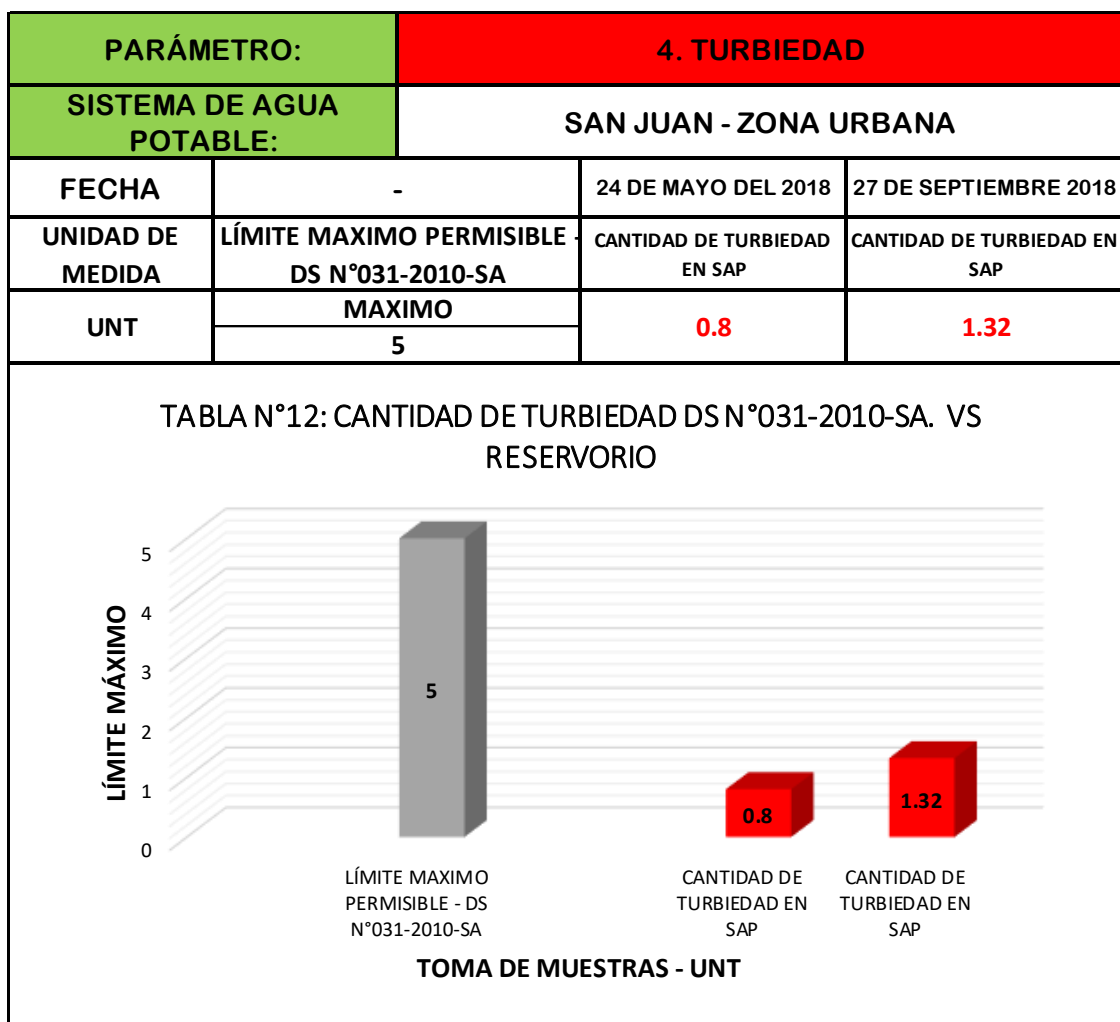 PARÁMETRO:
4. TURBIEDAD
SISTEMA DE AGUA
POTABLE:
SAN JUAN - ZONA URBANA
FECHA
-
24 DE MAYO DEL 2018
27 DE SEPTIEMBRE 2018
UNIDAD DE
MEDIDA
LÍMITE MAXIMO PERMISIBLE -
DS N°031-2010-SA
CANTIDAD DE TURBIEDAD
EN SAP
CANTIDAD DE TURBIEDAD EN
SAP
UNT
MAXIMO
5
0.8
1.32
TABLA N°12: CANTIDAD DE TURBIEDAD DS N°031-2010-SA. VS
RESERVORIO
LÍMITE MÁXIMO
5
4
3
2
1
0
5
0.8
1.32
LÍMITE MAXIMO
PERMISIBLE - DS
N°031-2010-SA
CANTIDAD DE
TURBIEDAD EN
SAP
CANTIDAD DE
TURBIEDAD EN
SAP
TOMA DE MUESTRAS - UNT